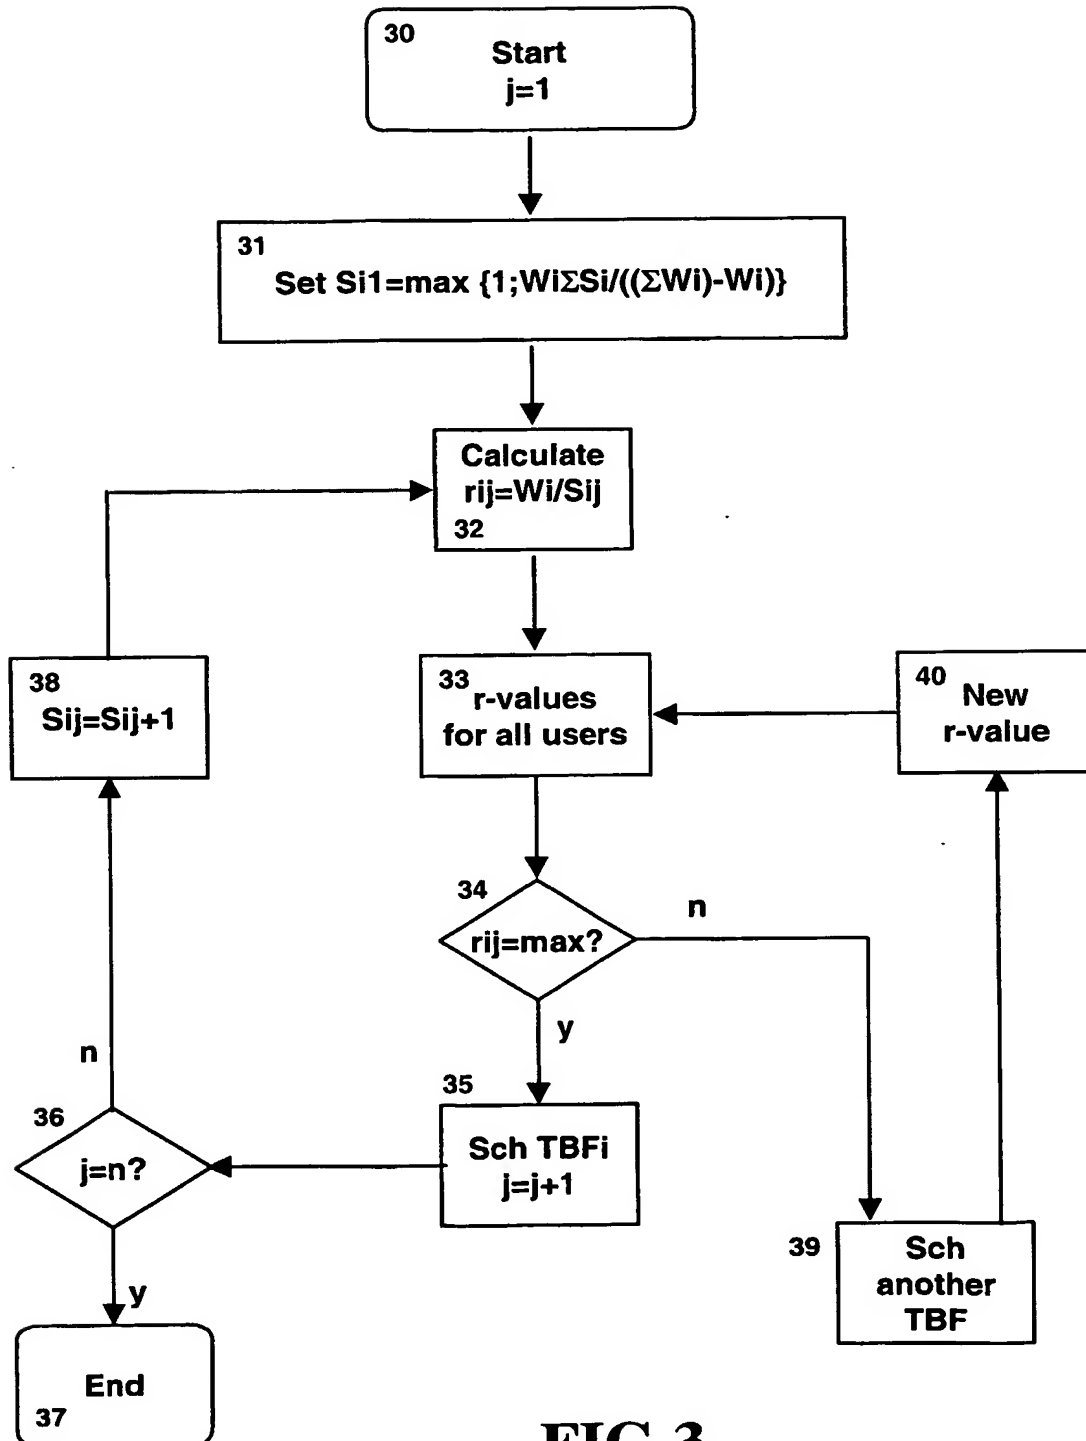 30
Start
j=1
31
Set Si1=max {1;WiΣSi/((ΣWi)-Wi)}
Calculate
rij=Wi/Sij
32
38
Sij=Sij+1
33
r-values
for all users
40
New
r-value
34
rij=max?
n
y
n
35
Sch TBFi
j=j+1
36
j=n?
39
Sch
another
TBF
y
End
37
FIG 3